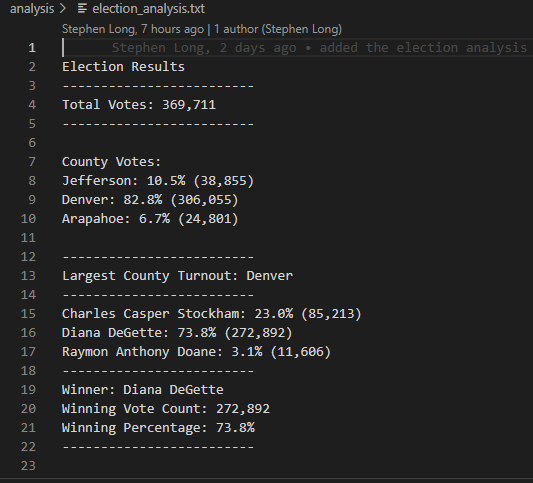 analysis > election_analysis.txt
Stephen Long, 7 hours ago | 1 author (Stephen Long)
1 Stephen Long, 2 days ago • added the election analysis
2 Election Results
3 -------------------------
4 Total Votes: 369,711
5 -------------------------
6
7 County Votes:
8 Jefferson: 10.5% (38,855)
9 Denver: 82.8% (306,055)
10 Arapahoe: 6.7% (24,801)
11
12 -------------------------
13 Largest County Turnout: Denver
14 -------------------------
15 Charles Casper Stockham: 23.0% (85,213)
16 Diana DeGette: 73.8% (272,892)
17 Raymon Anthony Doane: 3.1% (11,606)
18 -------------------------
19 Winner: Diana DeGette
20 Winning Vote Count: 272,892
21 Winning Percentage: 73.8%
22 -------------------------
23